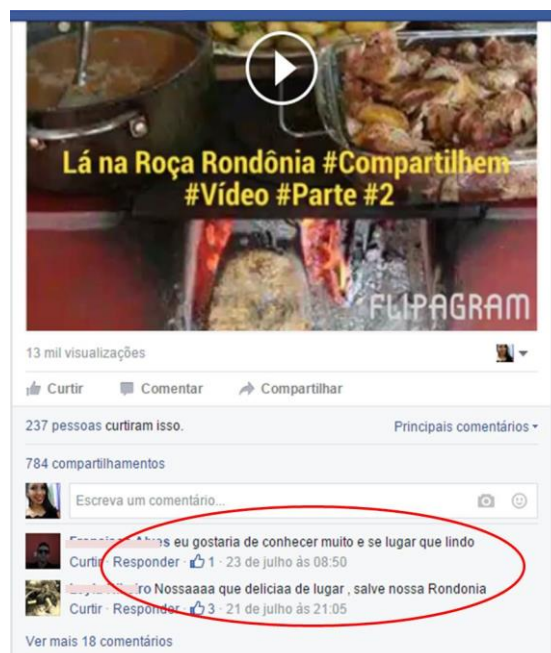 Lá na Roça Rondônia #Compartilhem
#Vídeo #Parte #2
FLIPAGRAM
13 mil visualizações
Curtir Comentar Compartilhar
237 pessoas curtiram isso. Principais comentários
784 compartilhamentos
Escreva um comentário...
eu gostaria de conhecer muito e se lugar que lindo
Curtir · Responder · 1 · 23 de julho às 08:50
Nossaaaa que deliciaa de lugar , salve nossa Rondonia
Curtir · Responder · 3 · 21 de julho às 21:05
Ver mais 18 comentários